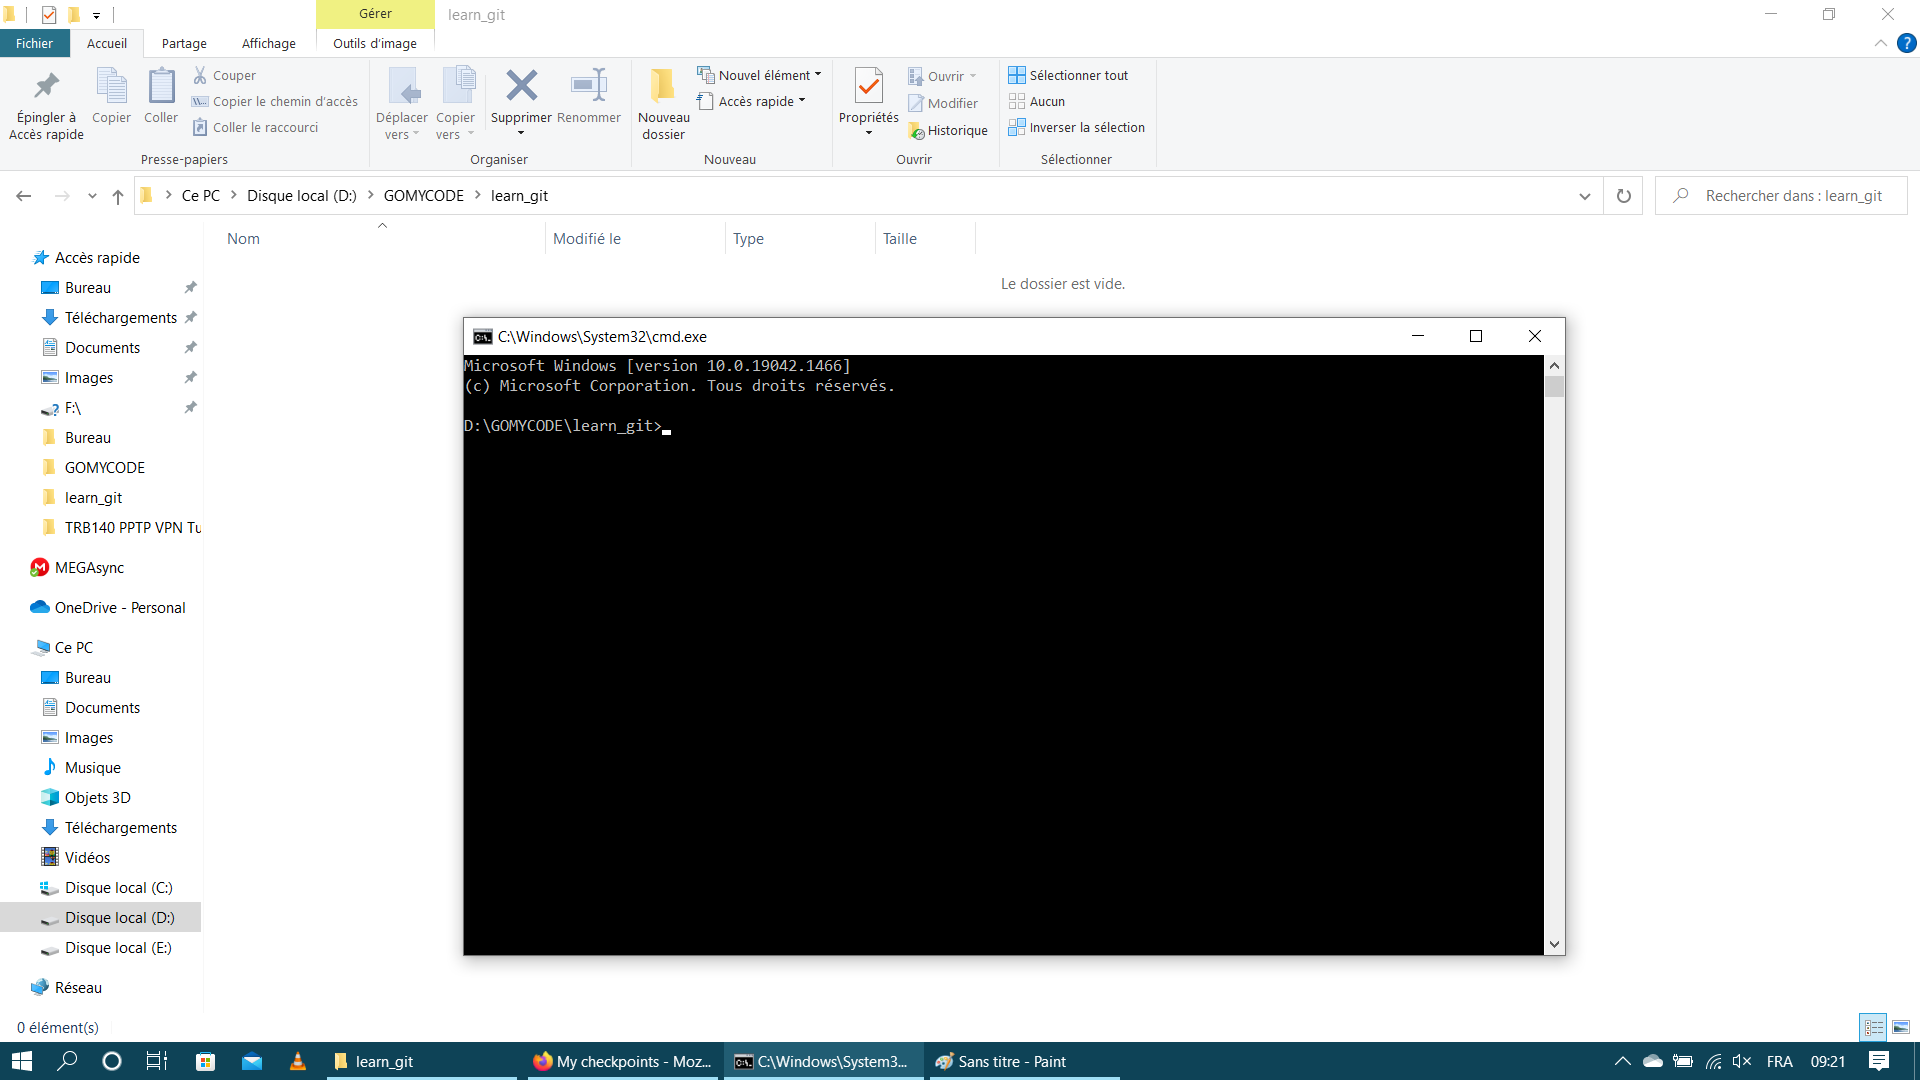 Gérer
learn_git
Fichier
Accueil
Partage
Affichage
Outils d'image
Épingler à
Accès rapide
Copier
Coller
Couper
Copier le chemin d'accès
Coller le raccourci
Presse-papiers
Déplacer
vers
Copier
vers
Supprimer
Renommer
Organiser
Nouveau
dossier
Nouvel élément
Accès rapide
Nouveau
Propriétés
Ouvrir
Modifier
Historique
Ouvrir
Sélectionner tout
Aucun
Inverser la sélection
Sélectionner
Ce PC
Disque local (D:)
GOMYCODE
learn_git
Rechercher dans : learn_git
Nom
Modifié le
Type
Taille
Le dossier est vide.
Accès rapide
Bureau
Téléchargements
Documents
Images
F:\
Bureau
GOMYCODE
learn_git
TRB140 PPTP VPN Tu
MEGAsync
OneDrive - Personal
Ce PC
Bureau
Documents
Images
Musique
Objets 3D
Téléchargements
Vidéos
Disque local (C:)
Disque local (D:)
Disque local (E:)
Réseau
C:\Windows\System32\cmd.exe
Microsoft Windows [version 10.0.19042.1466]
(c) Microsoft Corporation. Tous droits réservés.
D:\GOMYCODE\learn_git>
0 élément(s)
learn_git
My checkpoints - Moz...
C:\Windows\System3...
Sans titre - Paint
FRA
09:21